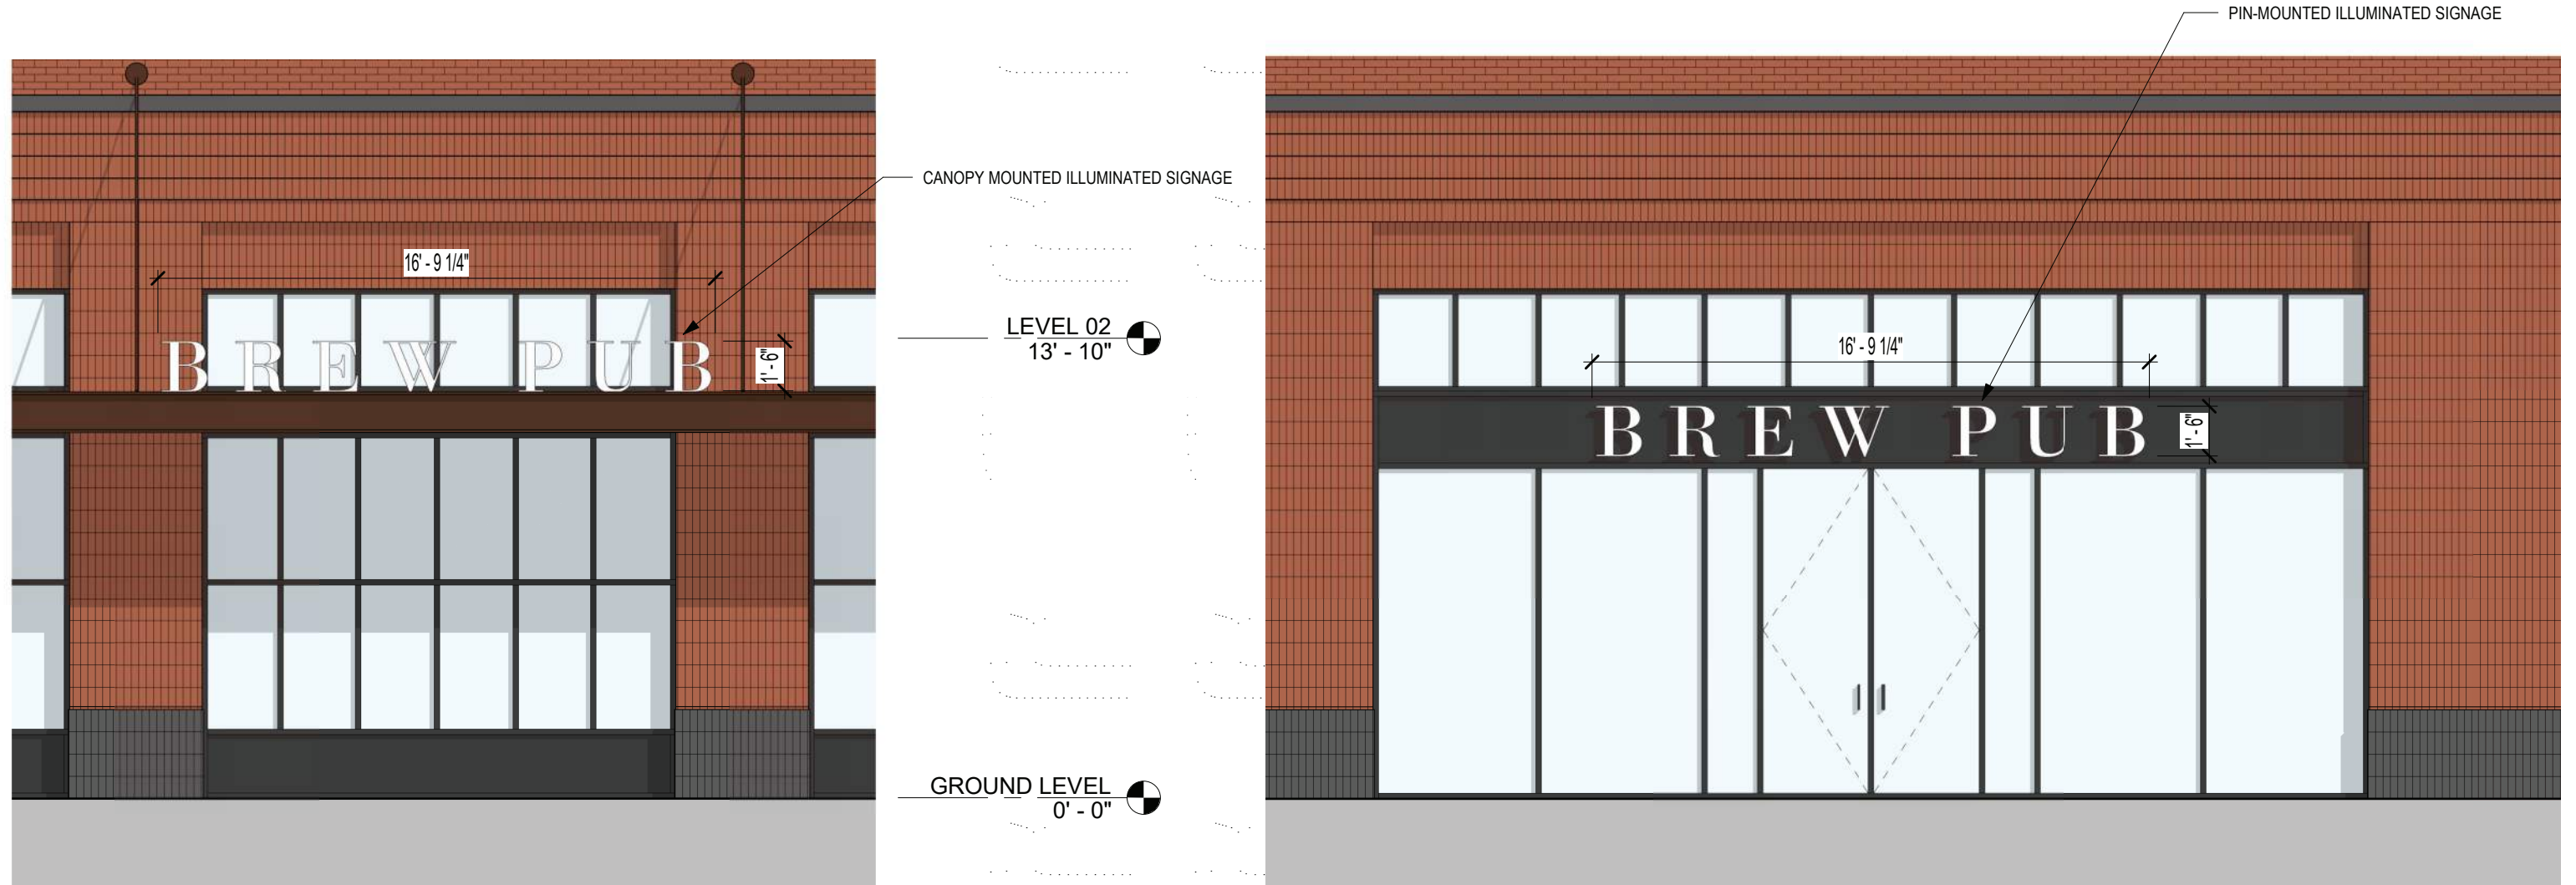 PIN-MOUNTED ILLUMINATED SIGNAGE
CANOPY MOUNTED ILLUMINATED SIGNAGE
16' - 9 1/4"
BREW PUB
1' - 6"
LEVEL 02
13' - 10"
GROUND LEVEL
0' - 0"
16' - 9 1/4"
BREW PUB
1' - 6"